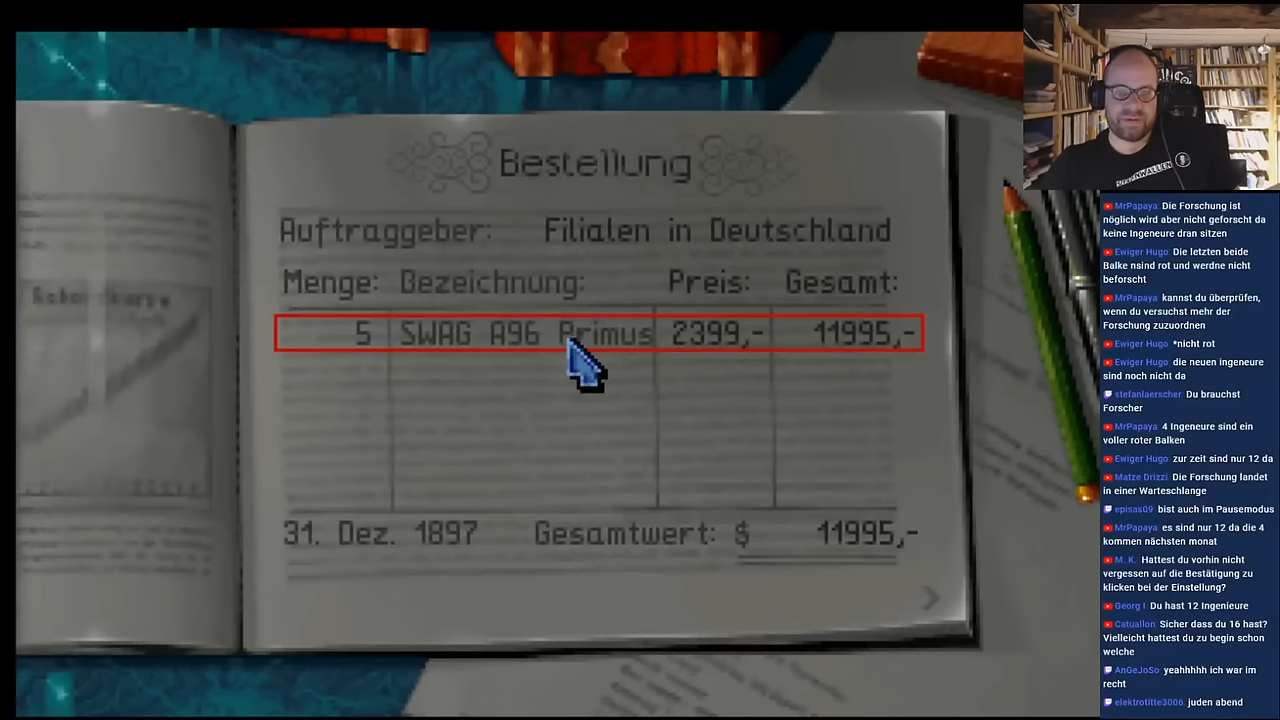 Bestellung
Auftraggeber: Filialen in Deutschland
Menge: Bezeichnung: Preis: Gesamt:
5 SWAG A96 Primus 2399,- 11995,-
31. Dez. 1897 Gesamtwert: $ 11995,-
MrPapaya: Die Forschung ist
nöglich wird aber nicht geforscht da
keine Ingeneure dran sitzen
Ewiger Hugo: Die letzten beide
Balke nsind rot und werdne nicht
beforscht
MrPapaya: kannst du überprüfen,
wenn du versuchst mehr der
Forschung zuzuordnen
Ewiger Hugo: *nicht rot
Ewiger Hugo: die neuen ingeneure
sind noch nicht da
stefanlaerscher: Du brauchst
Forscher
MrPapaya: 4 Ingeneure sind ein
voller roter Balken
Ewiger Hugo: zur zeit sind nur 12 da
Matze Drizzi: Die Forschung landet
in einer Warteschlange
episas09: bist auch im Pausemodus
MrPapaya: es sind nur 12 da die 4
kommen nächsten monat
M. K.: Hattest du vorhin nicht
vergessen auf die Bestätigung zu
klicken bei der Einstellung?
Georg I: Du hast 12 Ingenieure
Catuallon: Sicher dass du 16 hast?
Vielleicht hattest du zu begin schon
welche
AnGeJoSo: yeahhhhh ich war im
recht
elektrotitte3006: juden abend